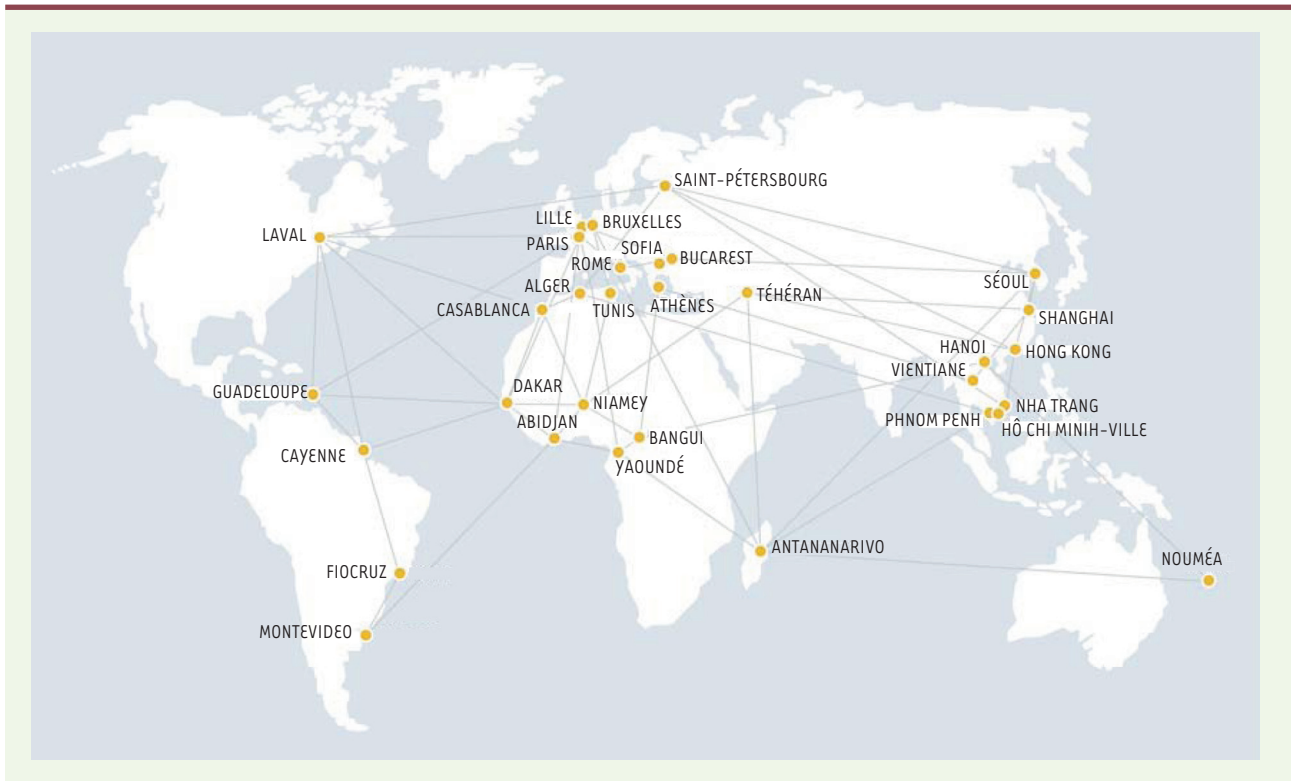 SAINT-PÉTERSBOURG
LILLE
BRUXELLES
LAVAL
PARIS
SOFIA
BUCAREST
ROME
SÉOUL
ALGER
TÉHÉRAN
CASABLANCA
TUNIS
ATHÈNES
SHANGHAI
HANOI
HONG KONG
VIENTIANE
GUADELOUPE
DAKAR
NIAMEY
NHA TRANG
ABIDJAN
PHNOM PENH
HÔ CHI MINIH-VILLE
BANGUI
CAYENNE
YAOUNDÉ
ANTANANARIVO
NOUMÉA
FIOCRUZ
MONTEVIDEO